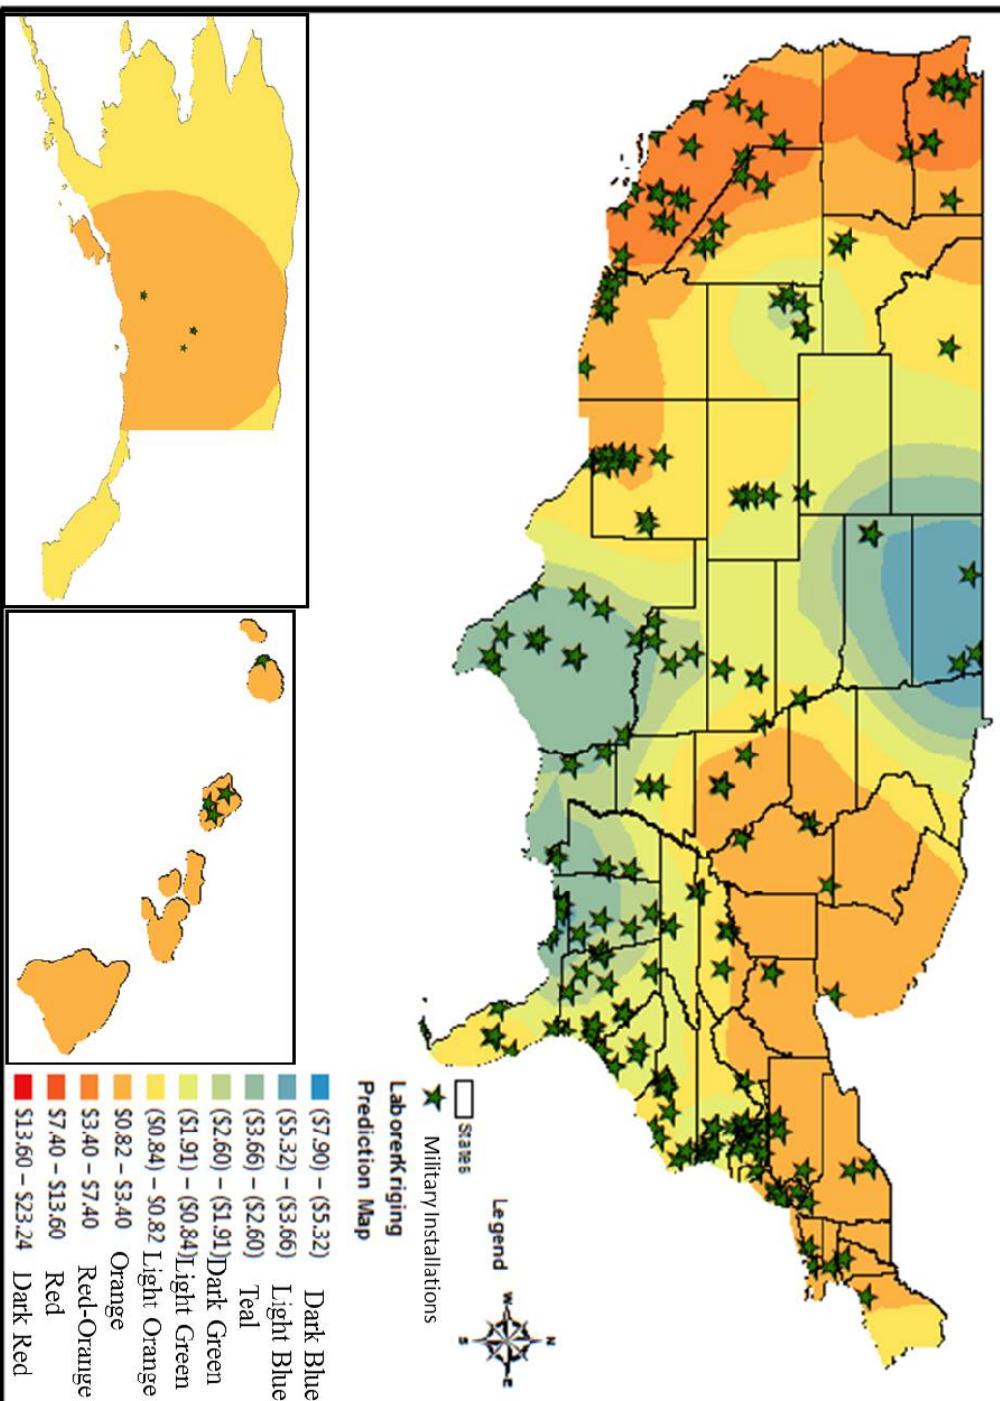 Legend
N
W
E
S
States
Military Installations
LaborerKriging
Prediction Map
($7.90) – ($5.32) Dark Blue
($5.32) – ($3.66) Light Blue
($3.66) – ($2.60) Teal
($2.60) – ($1.91) Dark Green
($1.91) – ($0.84) Light Green
($0.84) – $0.82 Light Orange
$0.82 – $3.40 Orange
$3.40 – $7.40 Red-Orange
$7.40 – $13.60 Red
$13.60 – $23.24 Dark Red